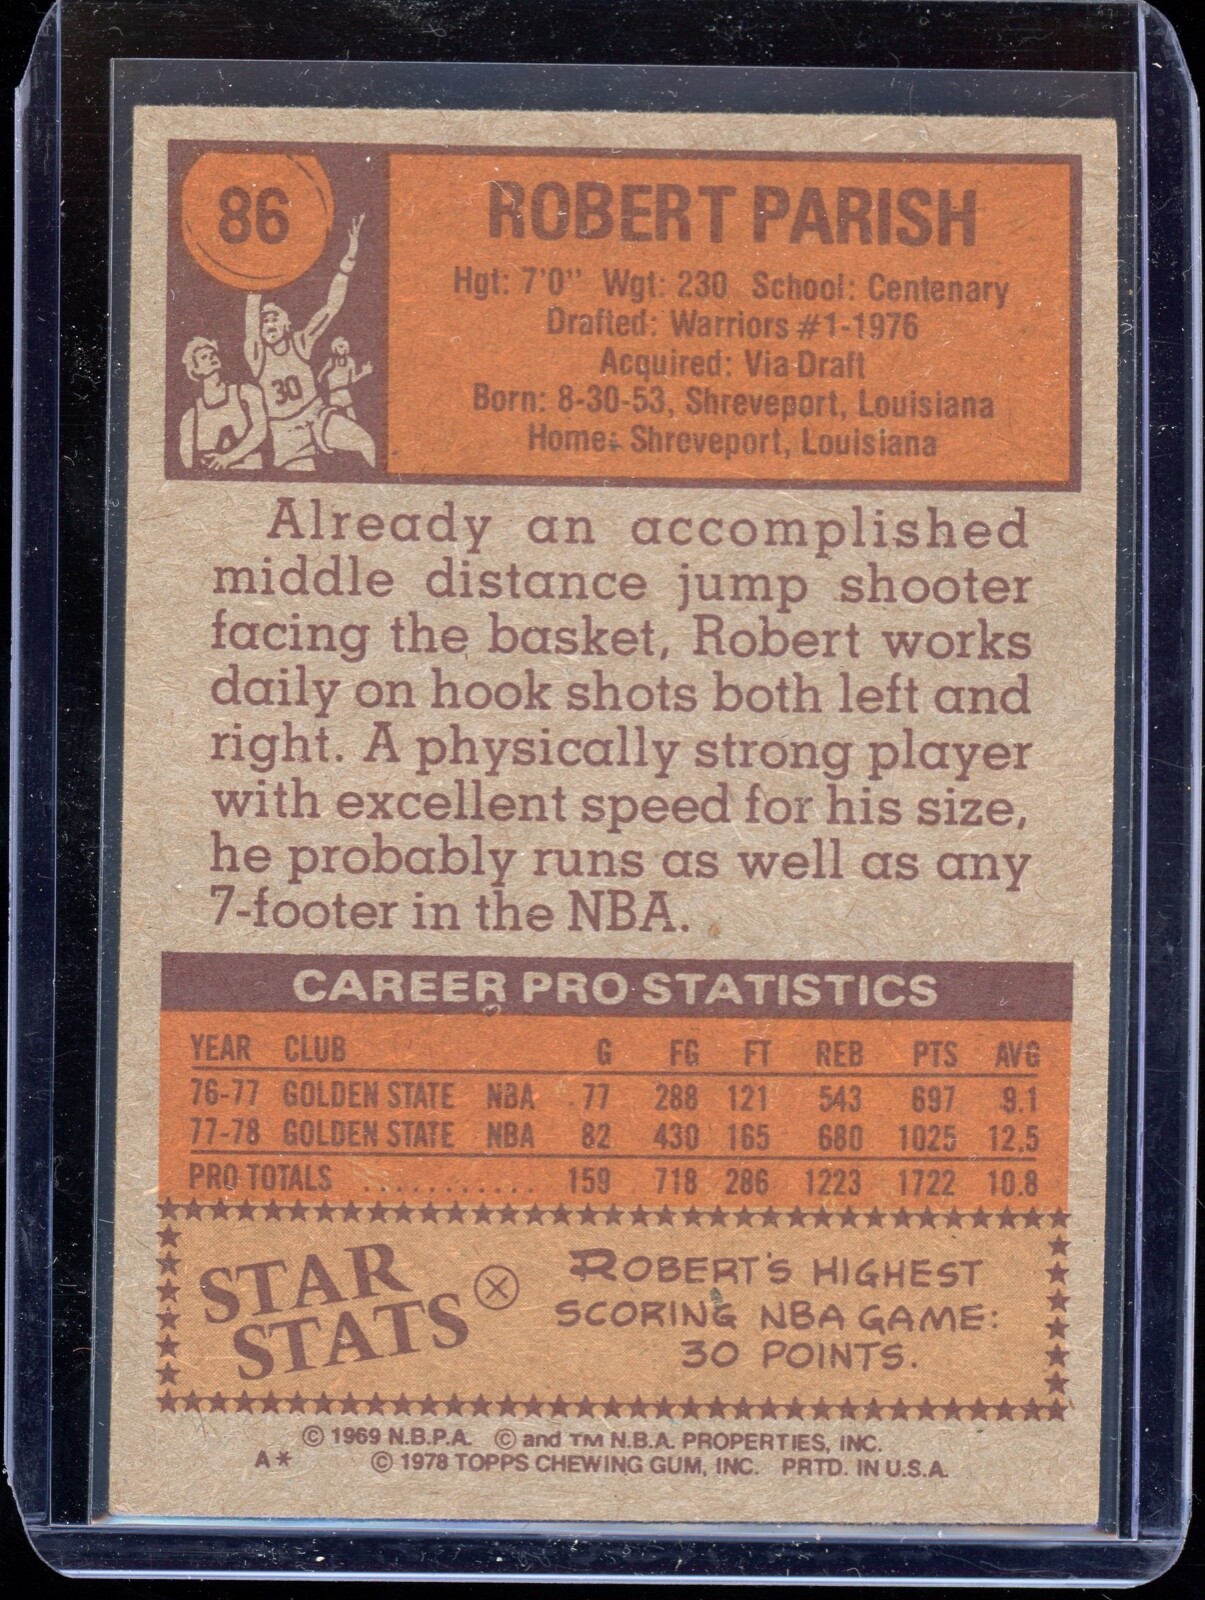 86
ROBERT PARISH
Hgt: 7'0" Wgt: 230 School: Centenary
Drafted: Warriors #1-1976
Acquired: Via Draft
Born: 8-30-53, Shreveport, Louisiana
Home: Shreveport, Louisiana
30
Already an accomplished
middle distance jump shooter
facing the basket, Robert works
daily on hook shots both left and
right. A physically strong player
with excellent speed for his size,
he probably runs as well as any
7-footer in the NBA.
CAREER PRO STATISTICS
YEAR CLUB G FG FT REB PTS AVG
76-77 GOLDEN STATE NBA 77 288 121 543 697 9.1
77-78 GOLDEN STATE NBA 82 430 165 680 1025 12.5
PRO TOTALS ........... 159 718 286 1223 1722 10.8
STAR
STATS
ROBERT'S HIGHEST
SCORING NBA GAME:
30 POINTS.
© 1969 N.B.P.A. © and TM N.B.A. PROPERTIES, INC.
A* © 1978 TOPPS CHEWING GUM, INC. PRTD. IN U.S.A.